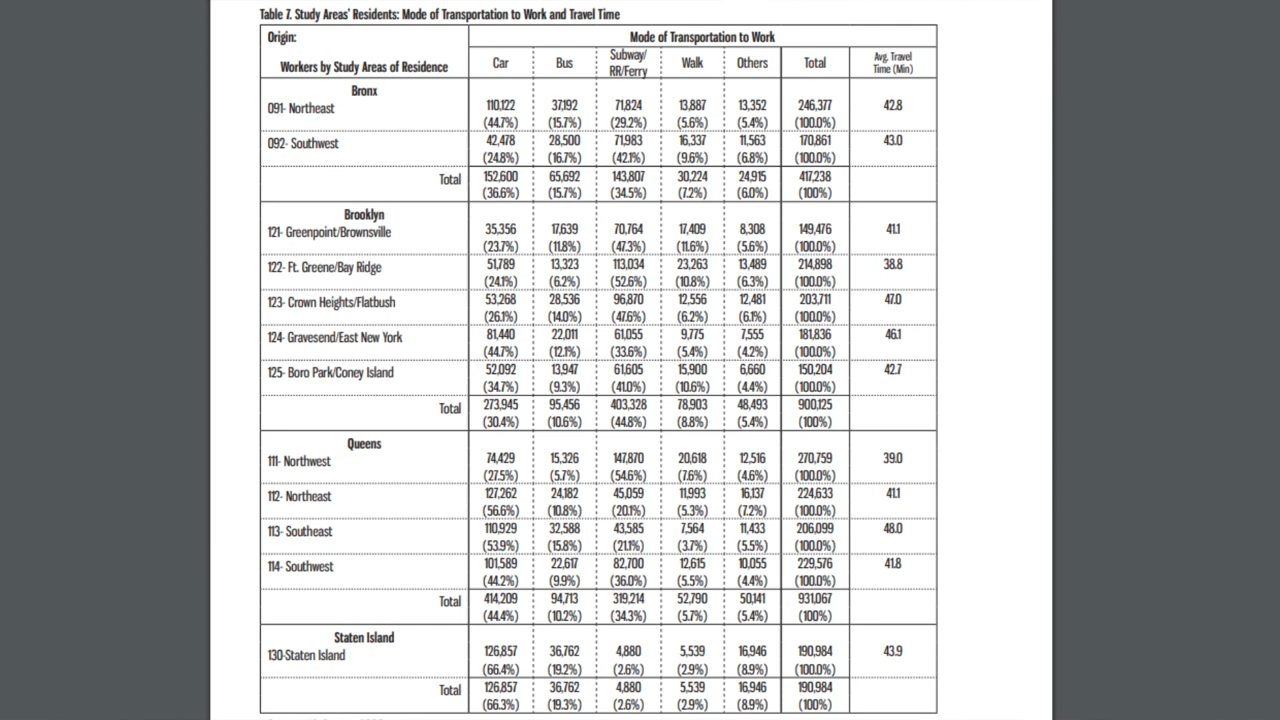 Table 7. Study Areas' Residents: Mode of Transportation to Work and Travel Time
Origin: Mode of Transportation to Work
Workers by Study Areas of Residence Car Bus Subway/ RR/Ferry Walk Others Total Avg. Travel Time (Min)
Bronx
091- Northeast 110,122 37,192 71,824 13,887 13,352 246,377 42.8
(44.7%) (15.7%) (29.2%) (5.6%) (5.4%) (100.0%)
092- Southwest 42,478 28,500 71,983 16,337 11,563 170,861 43.0
(24.8%) (16.7%) (42.1%) (9.6%) (6.8%) (100.0%)
Total 152,600 65,692 143,807 30,224 24,915 417,238
(36.6%) (15.7%) (34.5%) (7.2%) (6.0%) (100%)
Brooklyn
121- Greenpoint/Brownsville 35,356 17,639 70,764 17,409 8,308 149,476 41.1
(23.7%) (11.8%) (47.3%) (11.6%) (5.6%) (100.0%)
122- Ft. Greene/Bay Ridge 51,789 13,323 113,034 23,263 13,489 214,898 38.8
(24.1%) (6.2%) (52.6%) (10.8%) (6.3%) (100.0%)
123- Crown Heights/Flatbush 53,268 28,536 96,870 12,556 12,481 203,711 47.0
(26.1%) (14.0%) (47.6%) (6.2%) (6.1%) (100.0%)
124- Gravesend/East New York 81,440 22,011 61,055 9,775 7,555 181,836 46.1
(44.7%) (12.1%) (33.6%) (5.4%) (4.2%) (100.0%)
125- Boro Park/Coney Island 52,092 13,947 61,605 15,900 6,660 150,204 42.7
(34.7%) (9.3%) (41.0%) (10.6%) (4.4%) (100.0%)
Total 273,945 95,456 403,328 78,903 48,493 900,125
(30.4%) (10.6%) (44.8%) (8.8%) (5.4%) (100%)
Queens
111- Northwest 74,429 15,326 147,870 20,618 12,516 270,759 39.0
(27.5%) (5.7%) (54.6%) (7.6%) (4.6%) (100.0%)
112- Northeast 127,262 24,182 45,059 11,993 16,137 224,633 41.1
(56.6%) (10.8%) (20.1%) (5.3%) (7.2%) (100.0%)
113- Southeast 110,929 32,588 43,585 7,564 11,433 206,099 48.0
(53.9%) (15.8%) (21.1%) (3.7%) (5.5%) (100.0%)
114- Southwest 101,589 22,617 82,700 12,615 10,055 229,576 41.8
(44.2%) (9.9%) (36.0%) (5.5%) (4.4%) (100.0%)
Total 414,209 94,713 319,214 52,790 50,141 931,067
(44.4%) (10.2%) (34.3%) (5.7%) (5.4%) (100%)
Staten Island
130-Staten Island 126,857 36,762 4,880 5,539 16,946 190,984 43.9
(66.4%) (19.2%) (2.6%) (2.9%) (8.9%) (100.0%)
Total 126,857 36,762 4,880 5,539 16,946 190,984
(66.3%) (19.3%) (2.6%) (2.9%) (8.9%) (100%)